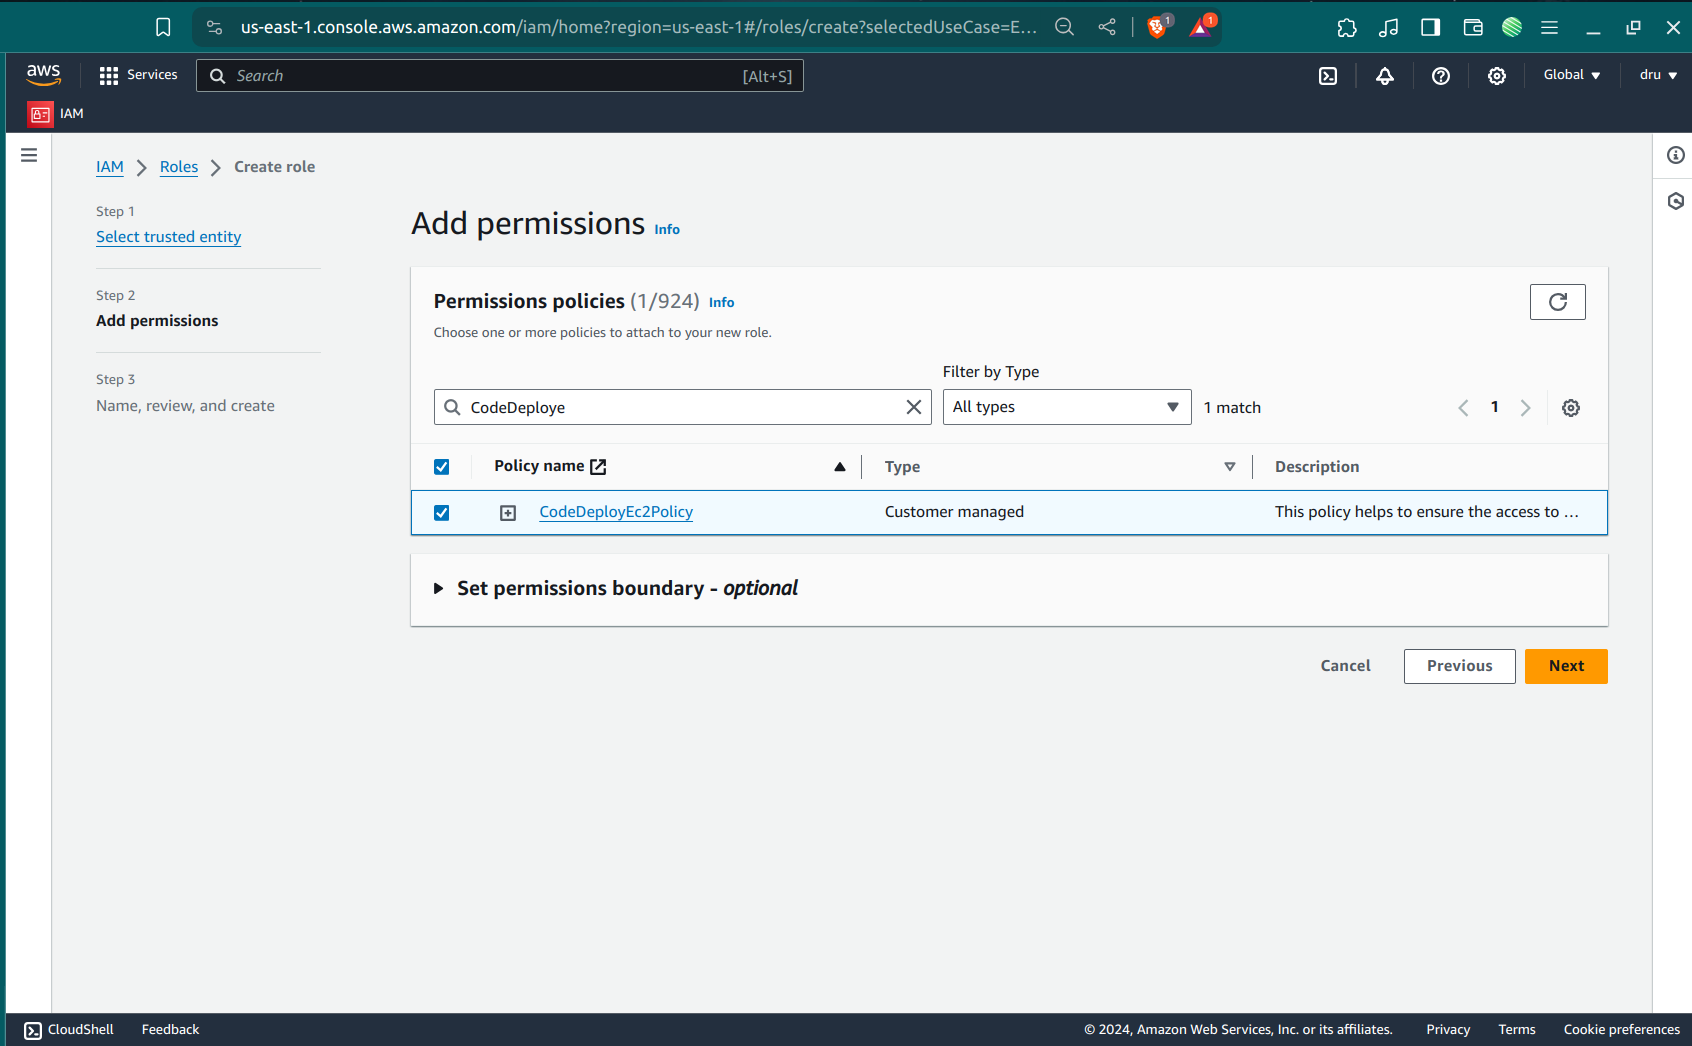 us-east-1.console.aws.amazon.com/iam/home?region=us-east-1#/roles/create?selectedUseCase=E...
1
1
aws
Services
Search
[Alt+S]
Global
dru
IAM
IAM
Roles
Create role
Step 1
Select trusted entity
Step 2
Add permissions
Step 3
Name, review, and create
Add permissions Info
Permissions policies (1/924) Info
Choose one or more policies to attach to your new role.
Filter by Type
CodeDeploye
All types
1 match
1
Policy name
Type
Description
CodeDeployEc2Policy
Customer managed
This policy helps to ensure the access to ...
Set permissions boundary - optional
Cancel
Previous
Next
CloudShell
Feedback
© 2024, Amazon Web Services, Inc. or its affiliates.
Privacy
Terms
Cookie preferences